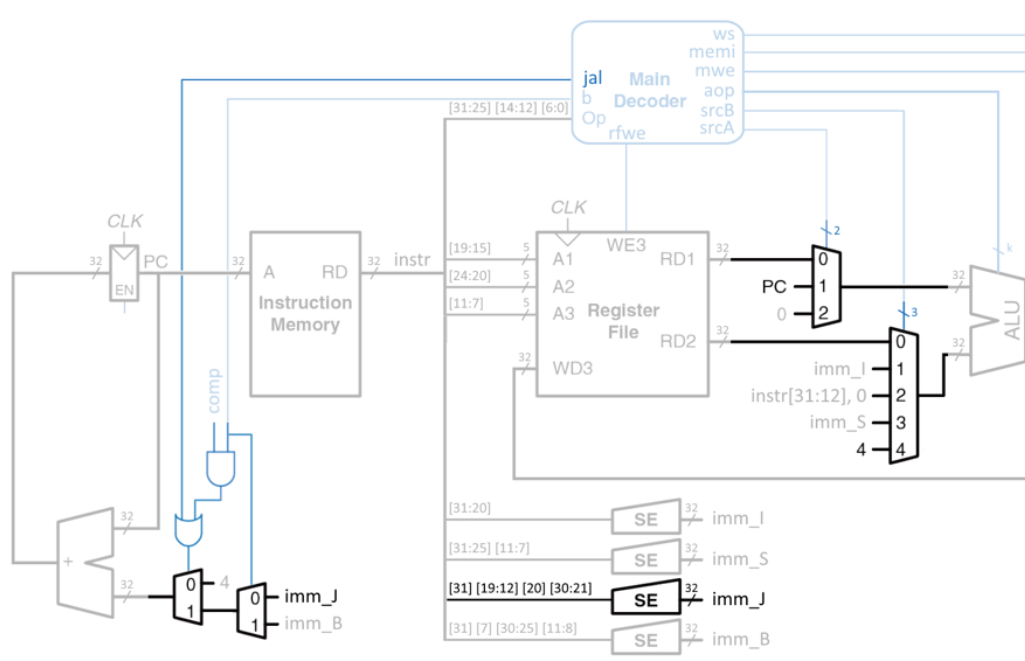 ws
memi
mwe
aop
srcB
srcA
jal
b
Op
Main
Decoder
rfwe
[31:25] [14:12] [6:0]
CLK
32
PC
EN
32
A
RD
Instruction
Memory
32
instr
[19:15]
[24:20]
[11:7]
5
5
5
CLK
WE3
A1
A2
A3
WD3
32
RD1
RD2
Register
File
32
32
2
0
1
2
PC
0
3
0
1
2
3
4
imm_I
instr[31:12], 0
imm_S
4
32
32
k
ALU
comp
32
32
+
0
1
4
0
1
imm_J
imm_B
[31:20]
SE
32
imm_I
[31:25] [11:7]
SE
32
imm_S
[31] [19:12] [20] [30:21]
SE
32
imm_J
[31] [7] [30:25] [11:8]
SE
32
imm_B